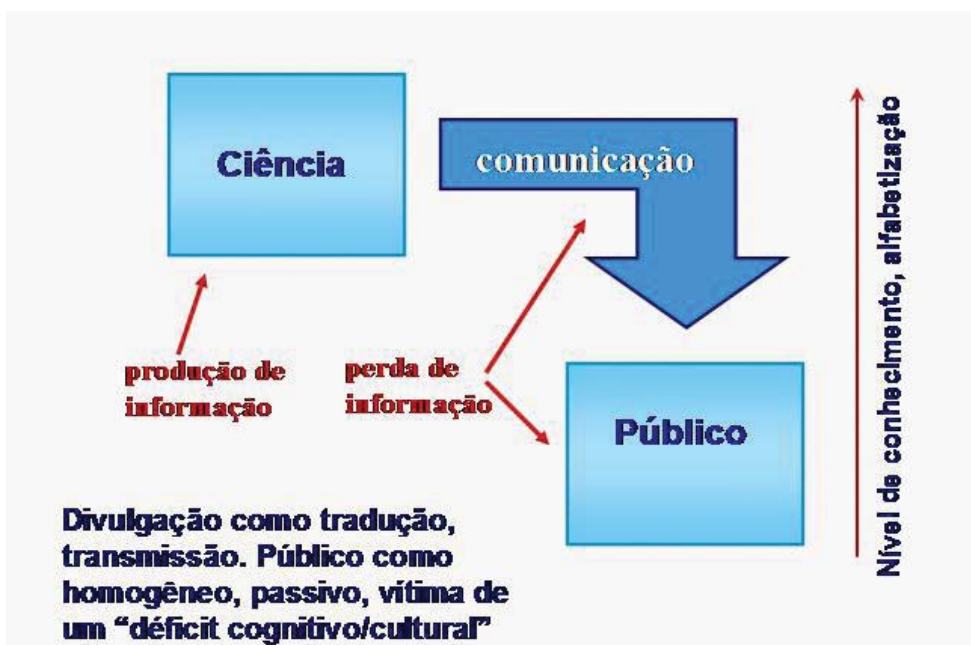 Ciência
comunicação
produção de
informação
perda de
informação
Público
Nível de conhecimento, alfabetização
Divulgação como tradução,
transmissão. Público como
homogêneo, passivo, vítima de
um “déficit cognitivo/cultural”